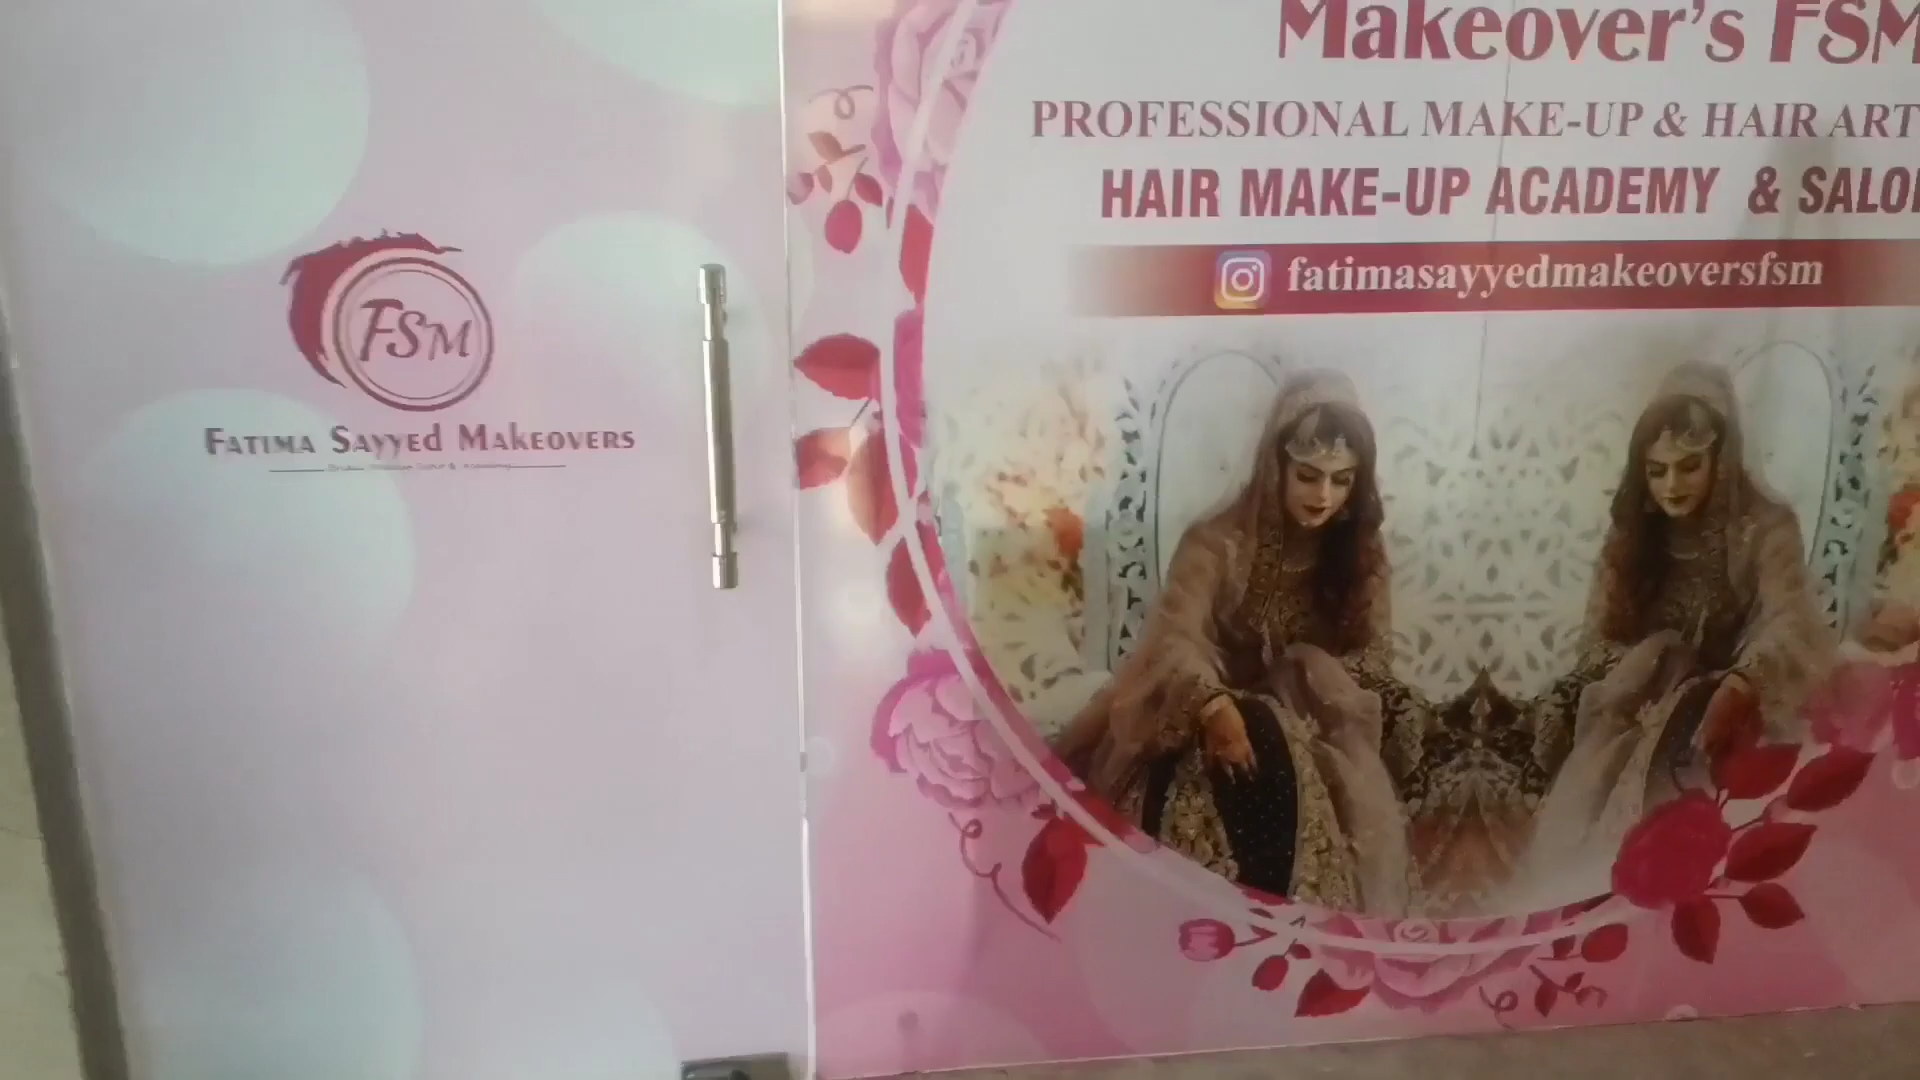 FSM
FATIMA SAYYED MAKEOVERS
Makeover's FSM
PROFESSIONAL MAKE-UP & HAIR ART
HAIR MAKE-UP ACADEMY & SALO
fatimasayyedmakeoversfsm